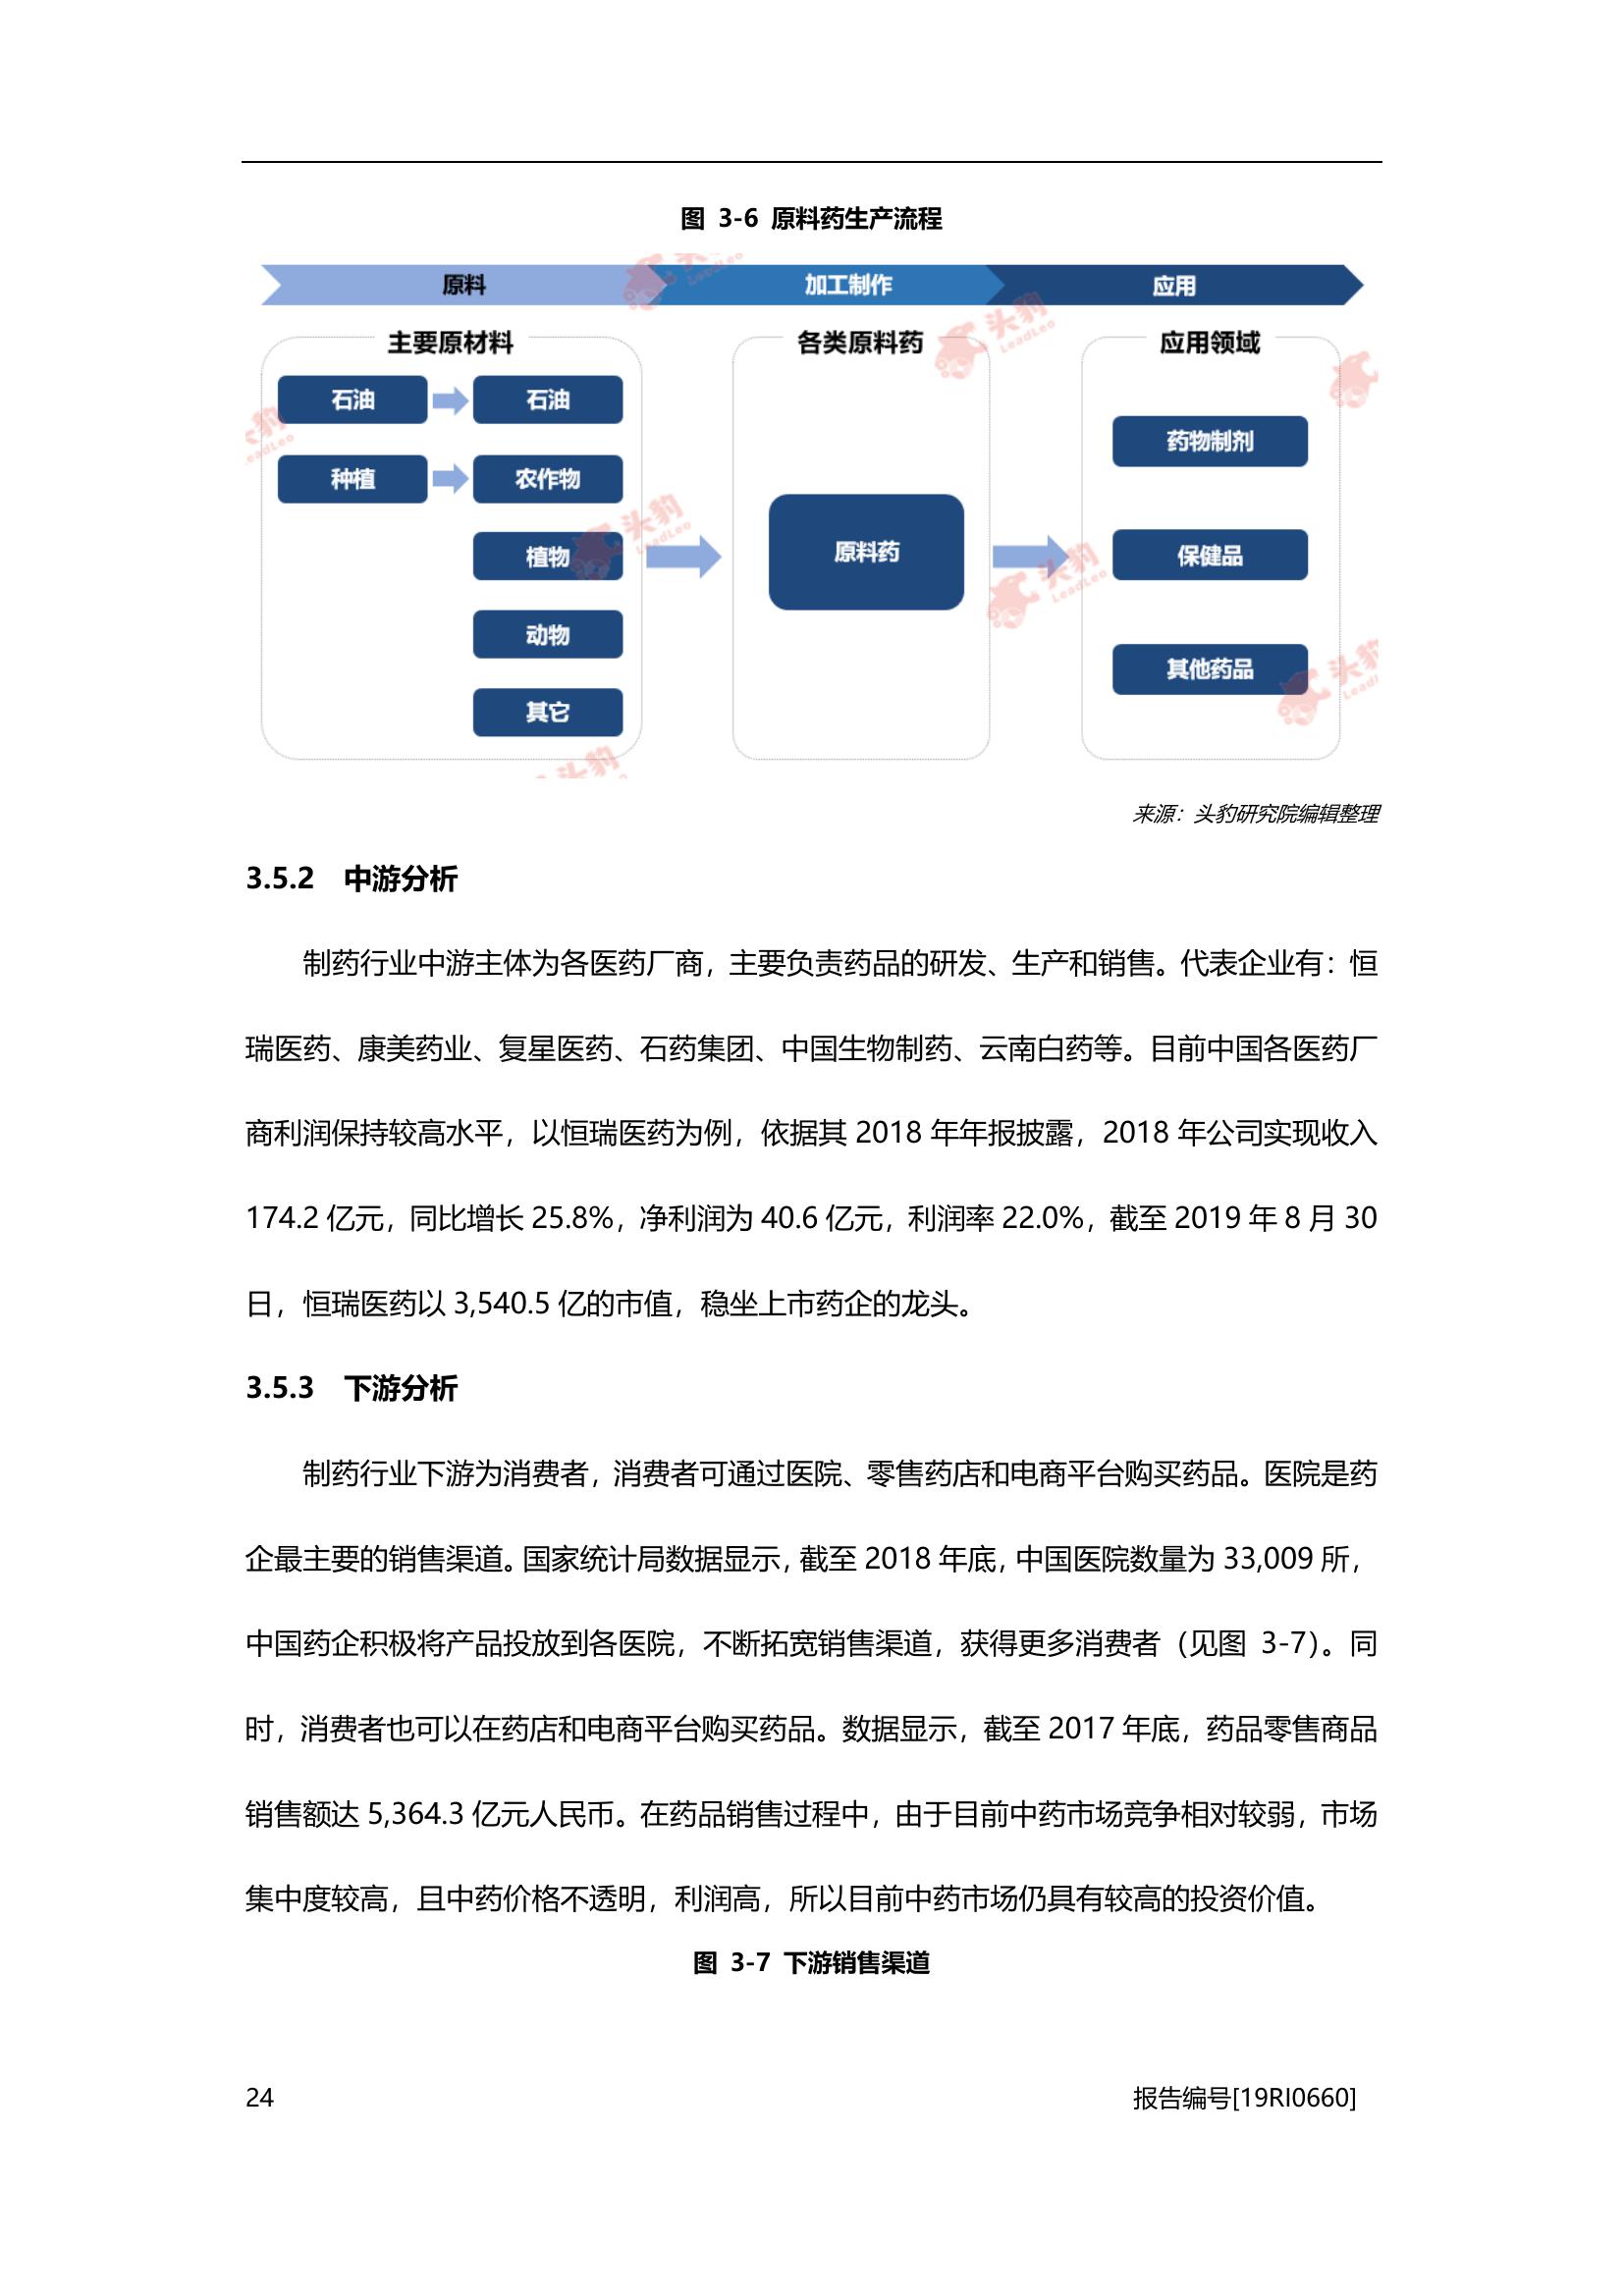 图 3-6 原料药生产流程
原料 加工制作 应用
主要原材料 各类原料药 应用领域
石油 石油
种植 农作物
植物
动物
其它
原料药
药物制剂
保健品
其他药品
头豹
LeadLeo
来源：头豹研究院编辑整理
3.5.2 中游分析
制药行业中游主体为各医药厂商，主要负责药品的研发、生产和销售。代表企业有：恒
瑞医药、康美药业、复星医药、石药集团、中国生物制药、云南白药等。目前中国各医药厂
商利润保持较高水平，以恒瑞医药为例，依据其 2018 年年报披露，2018 年公司实现收入
174.2 亿元，同比增长 25.8%，净利润为 40.6 亿元，利润率 22.0%，截至 2019 年 8 月 30
日，恒瑞医药以 3,540.5 亿的市值，稳坐上市药企的龙头。
3.5.3 下游分析
制药行业下游为消费者，消费者可通过医院、零售药店和电商平台购买药品。医院是药
企最主要的销售渠道。国家统计局数据显示，截至 2018 年底，中国医院数量为 33,009 所，
中国药企积极将产品投放到各医院，不断拓宽销售渠道，获得更多消费者（见图 3-7）。同
时，消费者也可以在药店和电商平台购买药品。数据显示，截至 2017 年底，药品零售商品
销售额达 5,364.3 亿元人民币。在药品销售过程中，由于目前中药市场竞争相对较弱，市场
集中度较高，且中药价格不透明，利润高，所以目前中药市场仍具有较高的投资价值。
图 3-7 下游销售渠道
24 报告编号[19RI0660]